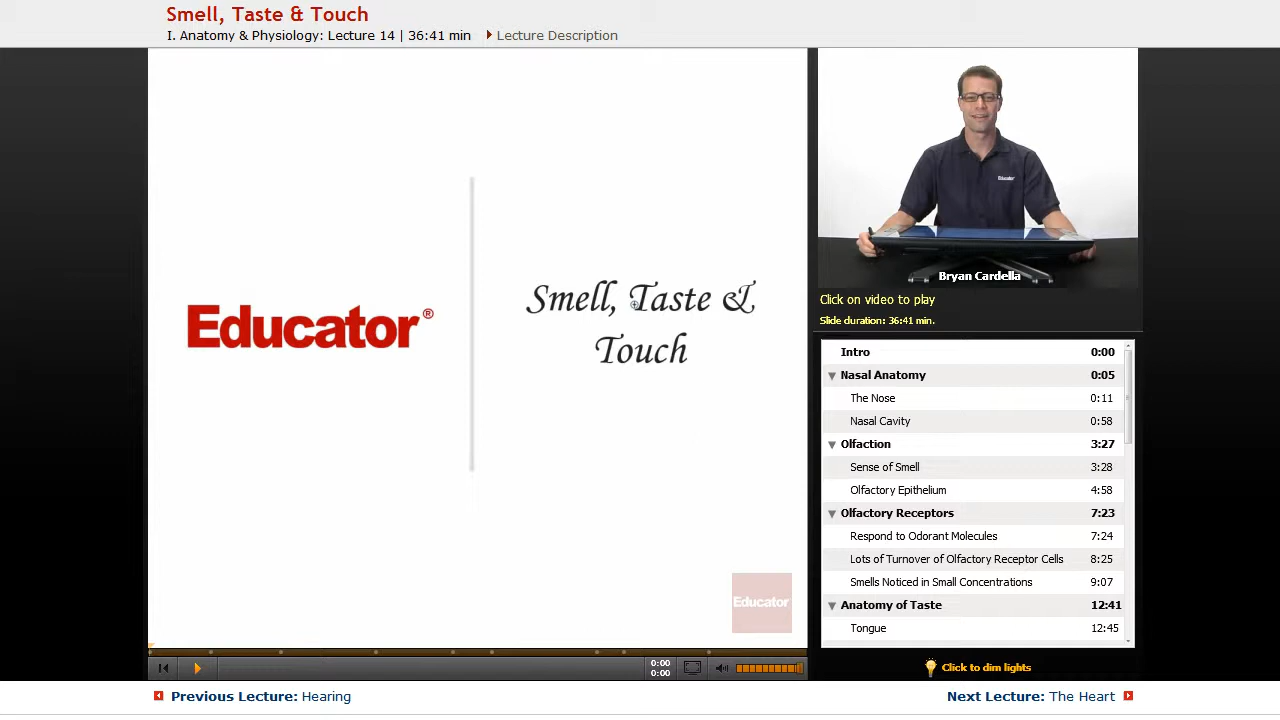 Smell, Taste & Touch
I. Anatomy & Physiology: Lecture 14 | 36:41 min
Lecture Description
Educator®
Smell, Taste &
Touch
Educator
Educator
Bryan Cardella
Click on video to play
Slide duration: 36:41 min.
Intro 0:00
Nasal Anatomy 0:05
The Nose 0:11
Nasal Cavity 0:58
Olfaction 3:27
Sense of Smell 3:28
Olfactory Epithelium 4:58
Olfactory Receptors 7:23
Respond to Odorant Molecules 7:24
Lots of Turnover of Olfactory Receptor Cells 8:25
Smells Noticed in Small Concentrations 9:07
Anatomy of Taste 12:41
Tongue 12:45
0:00
0:00
Click to dim lights
Previous Lecture: Hearing
Next Lecture: The Heart